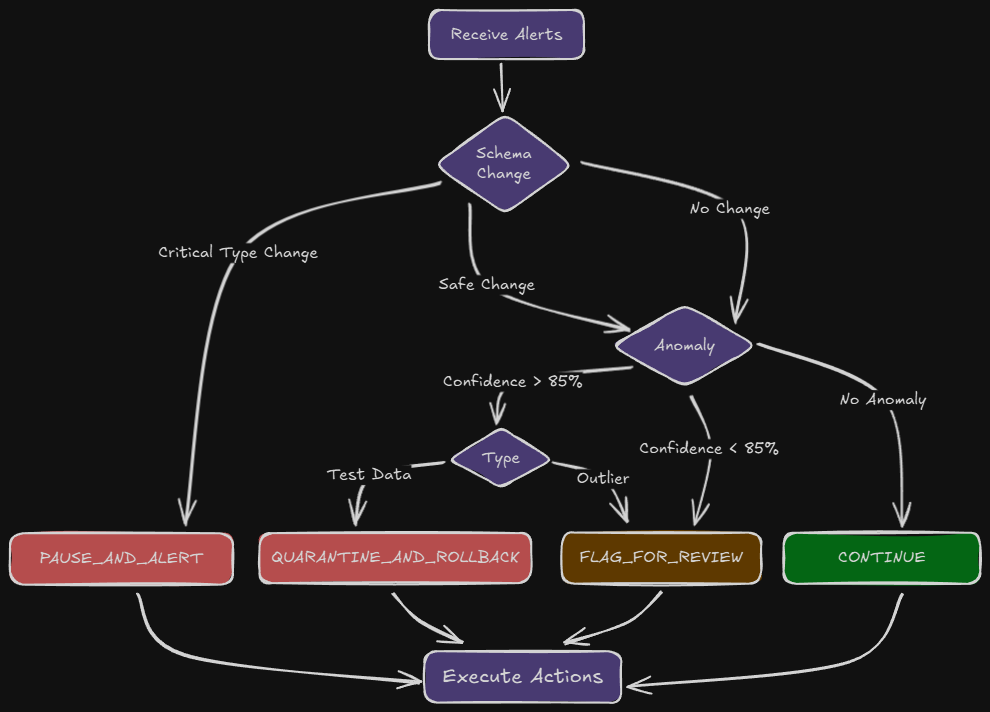 Receive Alerts
Schema
Change
No Change
Critical Type Change
Safe Change
Anomaly
Confidence > 85%
No Anomaly
Confidence < 85%
Type
Test Data
Outlier
PAUSE_AND_ALERT
QUARANTINE_AND_ROLLBACK
FLAG_FOR_REVIEW
CONTINUE
Execute Actions